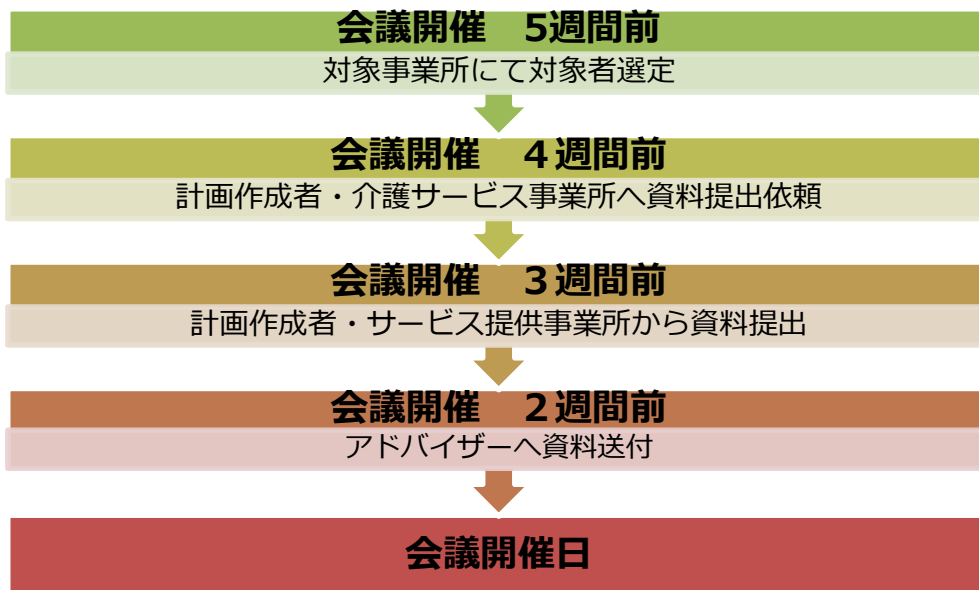 会議開催　5週間前
対象事業所にて対象者選定
会議開催　４週間前
計画作成者・介護サービス事業所へ資料提出依頼
会議開催　３週間前
計画作成者・サービス提供事業所から資料提出
会議開催　２週間前
アドバイザーへ資料送付
会議開催日